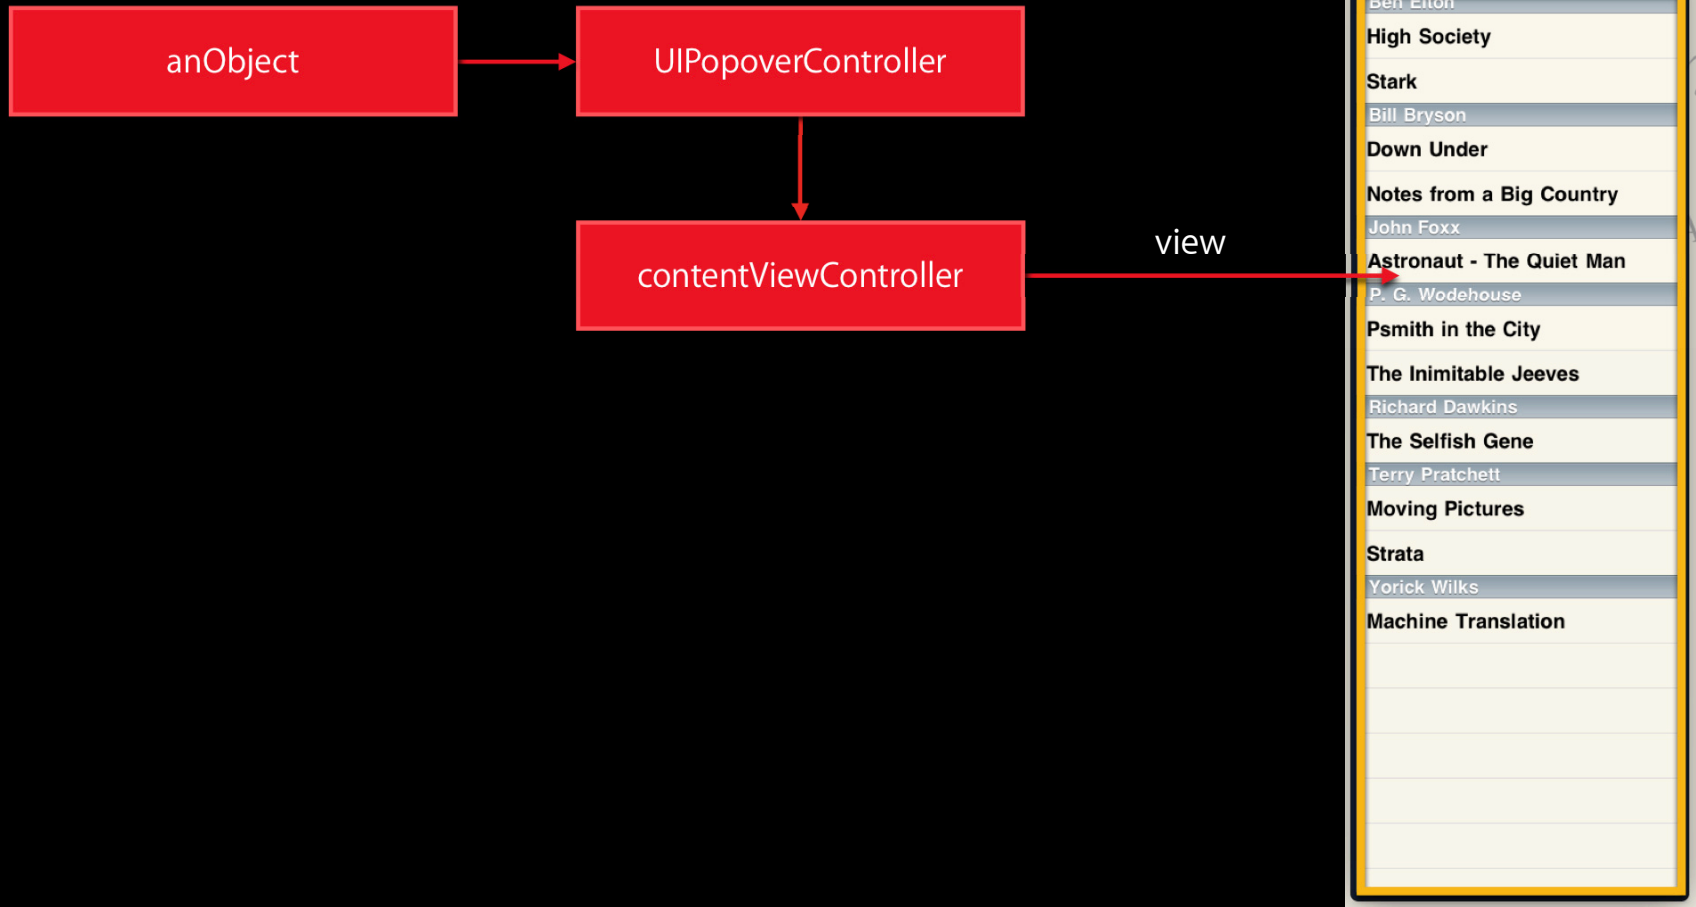 anObject
UIPopoverController
contentViewController
view
Ben Elton
High Society
Stark
Bill Bryson
Down Under
Notes from a Big Country
John Foxx
Astronaut - The Quiet Man
P. G. Wodehouse
Psmith in the City
The Inimitable Jeeves
Richard Dawkins
The Selfish Gene
Terry Pratchett
Moving Pictures
Strata
Yorick Wilks
Machine Translation